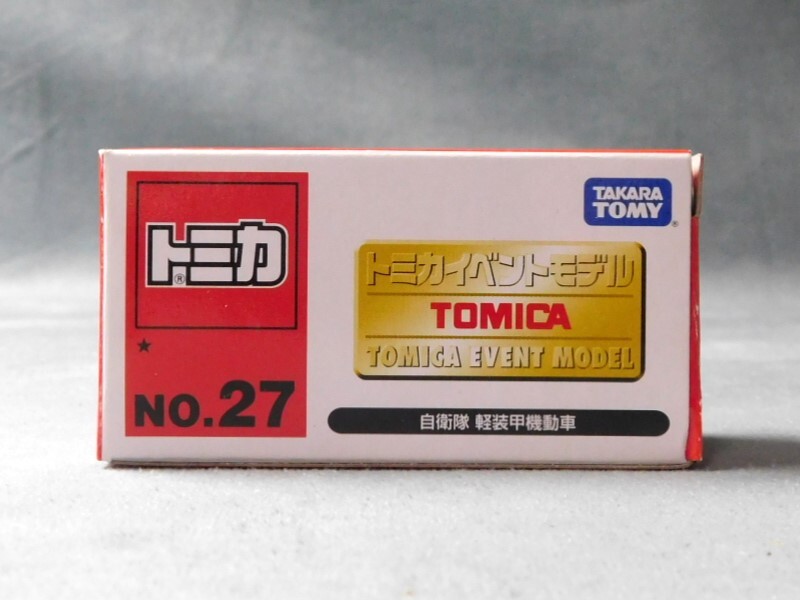 トミカ®
★
NO.27
TAKARA
TOMY®
トミカイベントモデル
TOMICA
TOMICA EVENT MODEL
自衛隊 軽装甲機動車